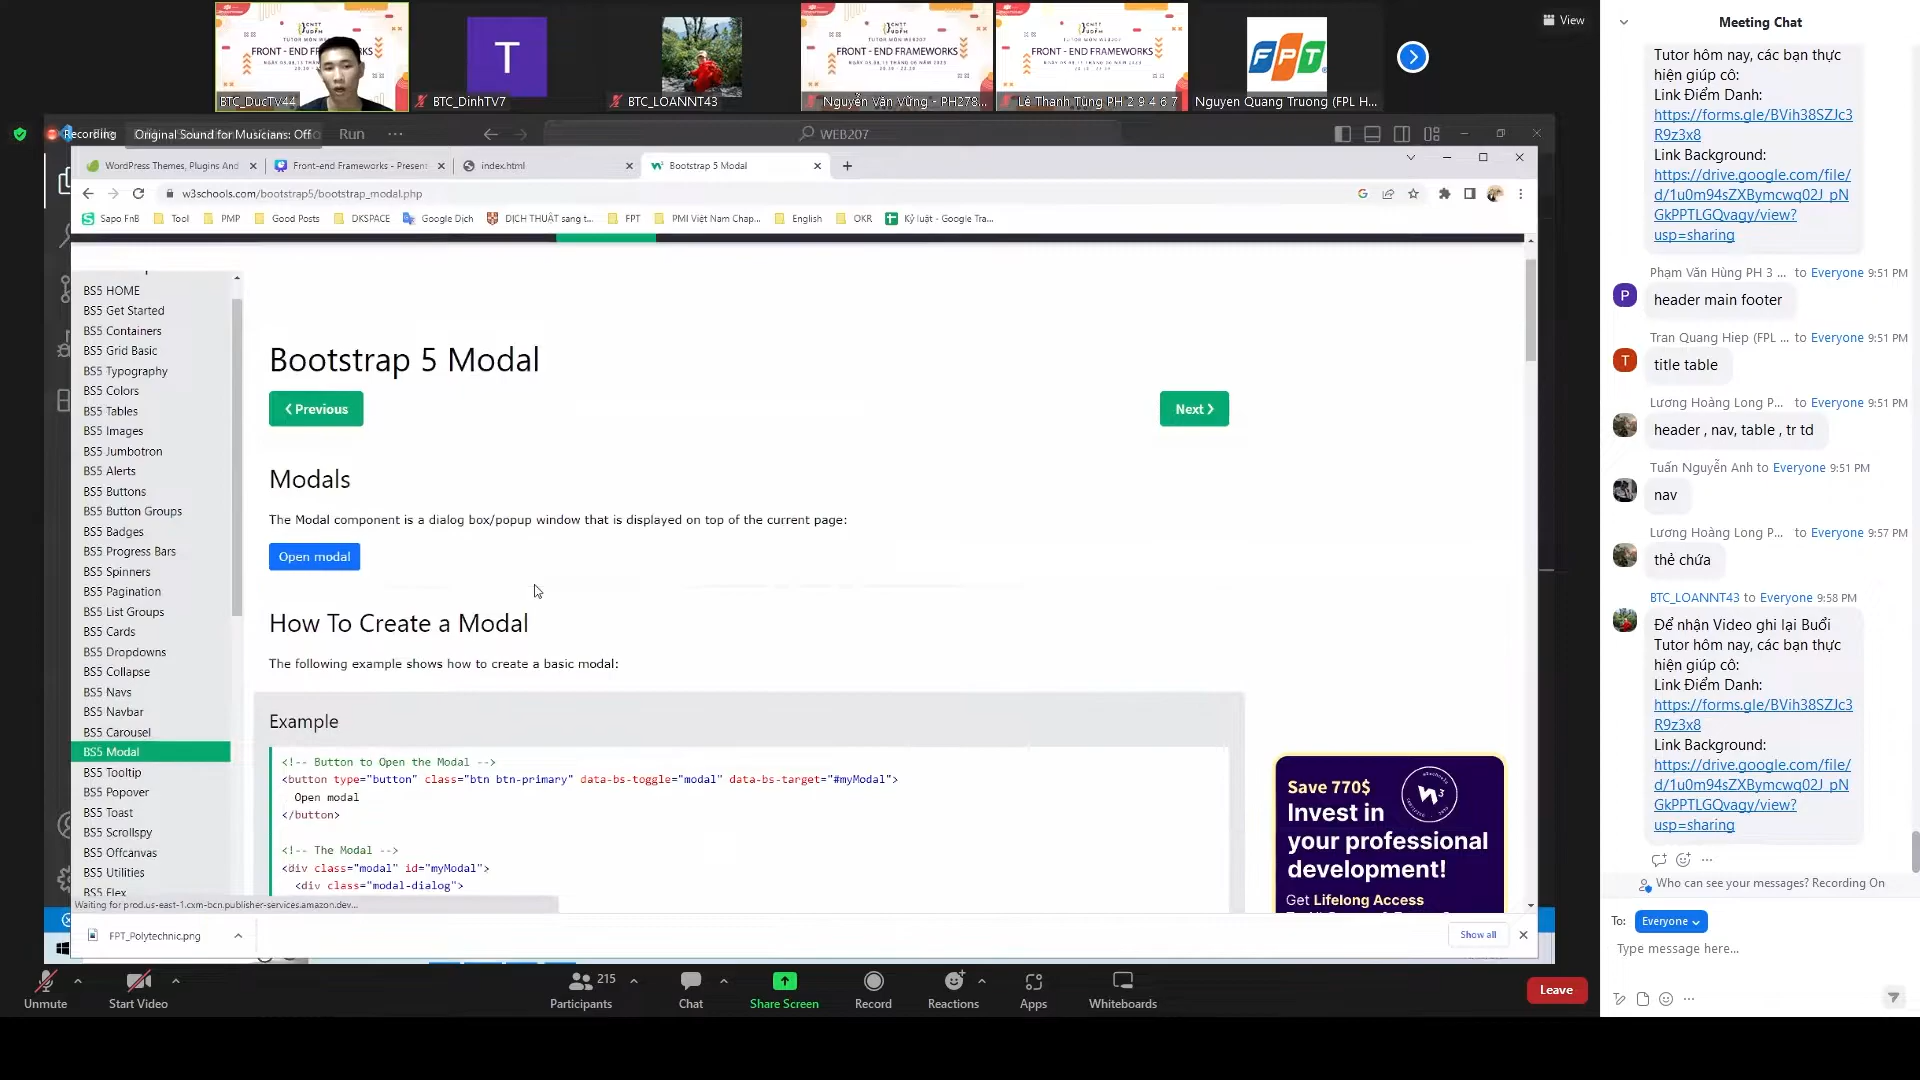 BTC_DucTV44
T
BTC_DinhTV7
BTC_LOANNT43
FRONT - END FRAMEWORKS
Nguyễn Văn Vững - PH278...
FRONT - END FRAMEWORKS
Lê Thanh Tùng PH 2 9 4 6 7
FPT
Nguyen Quang Truong (FPL H...
View
Recording
Original Sound for Musicians: Off
Run
WEB207
WordPress Themes, Plugins And
Front-end Frameworks - Present
index.html
Bootstrap 5 Modal
w3schools.com/bootstrap5/bootstrap_modal.php
Sapo FnB
Tool
PMP
Good Posts
DKSPACE
Google Dịch
DỊCH THUẬT sang t...
FPT
PMI Việt Nam Chap...
English
OKR
Kỷ luật - Google Tra...
BS5 HOME
BS5 Get Started
BS5 Containers
BS5 Grid Basic
BS5 Typography
BS5 Colors
BS5 Tables
BS5 Images
BS5 Jumbotron
BS5 Alerts
BS5 Buttons
BS5 Button Groups
BS5 Badges
BS5 Progress Bars
BS5 Spinners
BS5 Pagination
BS5 List Groups
BS5 Cards
BS5 Dropdowns
BS5 Collapse
BS5 Navs
BS5 Navbar
BS5 Carousel
BS5 Modal
BS5 Tooltip
BS5 Popover
BS5 Toast
BS5 Scrollspy
BS5 Offcanvas
BS5 Utilities
BS5 Flex
Bootstrap 5 Modal
❮ Previous
Next ❯
Modals
The Modal component is a dialog box/popup window that is displayed on top of the current page:
Open modal
How To Create a Modal
The following example shows how to create a basic modal:
Example
<!-- Button to Open the Modal -->
<button type="button" class="btn btn-primary" data-bs-toggle="modal" data-bs-target="#myModal">
Open modal
</button>
<!-- The Modal -->
<div class="modal" id="myModal">
<div class="modal-dialog">
Save 770$
Invest in
your professional
development!
Get Lifelong Access
Waiting for prod.us-east-1.cxm-bcn.publisher-services.amazon.dev...
FPT_Polytechnic.png
Show all
Unmute
Start Video
215
Participants
Chat
Share Screen
Record
Reactions
Apps
Whiteboards
Leave
Meeting Chat
Tutor hôm nay, các bạn thực
hiện giúp cô:
Link Điểm Danh:
https://forms.gle/BVih38SZJc3
R9z3x8
Link Background:
https://drive.google.com/file/
d/1u0m94sZXBymcwq02J_pN
GkPPTLGQvagy/view?
usp=sharing
Phạm Văn Hùng PH 3 ... to Everyone 9:51 PM
P
header main footer
Tran Quang Hiep (FPL ... to Everyone 9:51 PM
T
title table
Lương Hoàng Long P... to Everyone 9:51 PM
header , nav, table , tr td
Tuấn Nguyễn Anh to Everyone 9:51 PM
nav
Lương Hoàng Long P... to Everyone 9:57 PM
thẻ chứa
BTC_LOANNT43 to Everyone 9:58 PM
Để nhận Video ghi lại Buổi
Tutor hôm nay, các bạn thực
hiện giúp cô:
Link Điểm Danh:
https://forms.gle/BVih38SZJc3
R9z3x8
Link Background:
https://drive.google.com/file/
d/1u0m94sZXBymcwq02J_pN
GkPPTLGQvagy/view?
usp=sharing
Who can see your messages? Recording On
To: Everyone
Type message here...